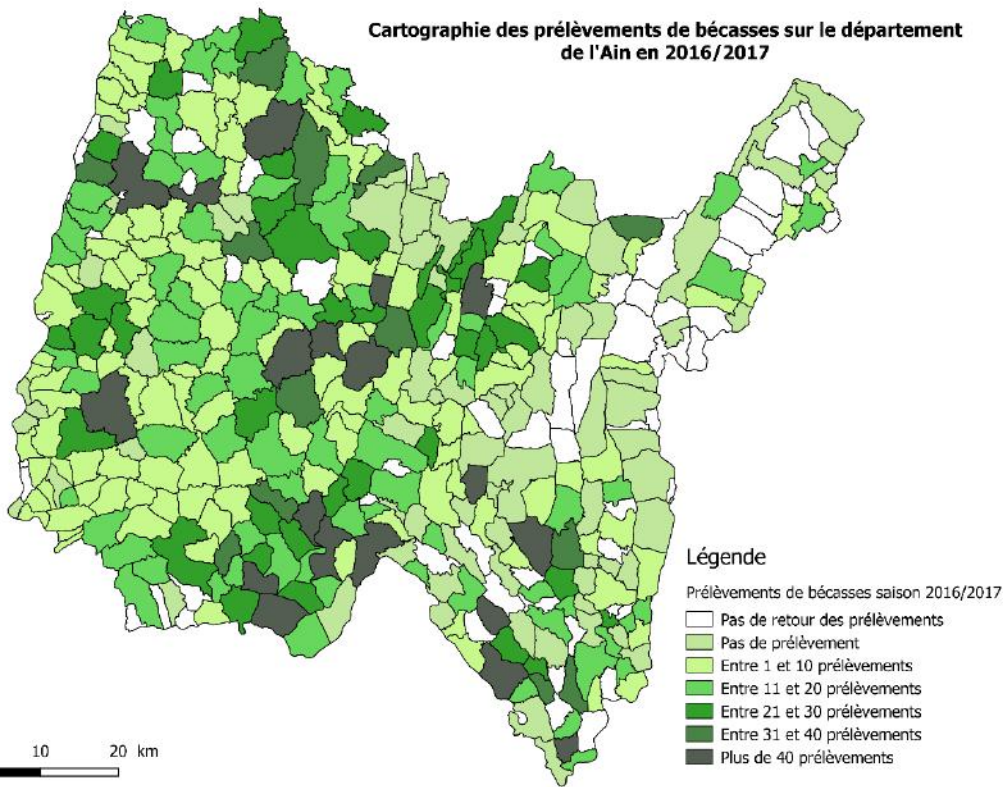 Cartographie des prélèvements de bécasses sur le département
de l'Ain en 2016/2017
Légende
Prélèvements de bécasses saison 2016/2017
Pas de retour des prélèvements
Pas de prélèvement
Entre 1 et 10 prélèvements
Entre 11 et 20 prélèvements
Entre 21 et 30 prélèvements
Entre 31 et 40 prélèvements
Plus de 40 prélèvements
10 20 km